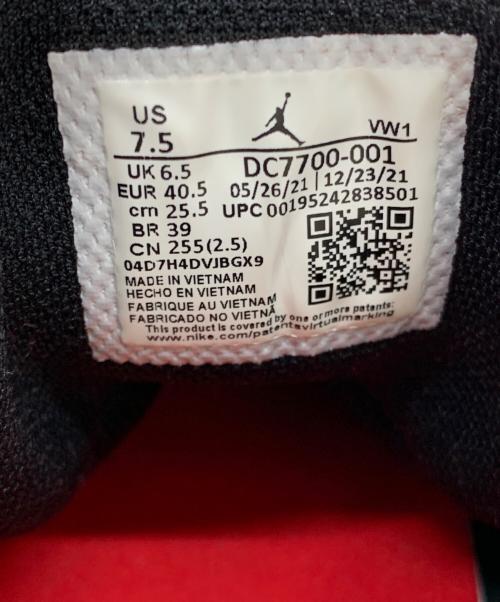 US
7.5
VW1
UK 6.5
DC7700-001
EUR 40.5
05/26/21 | 12/23/21
cm 25.5
UPC 00195242838501
BR 39
CN 255(2.5)
04D7H4DVJBGX9
MADE IN VIETNAM
HECHO EN VIETNAM
FABRIQUE AU VIETNAM
FABRICADO NO VIETNÃ
This product is covered by one or more patents:
www.nike.com/patentsvirtualmarking